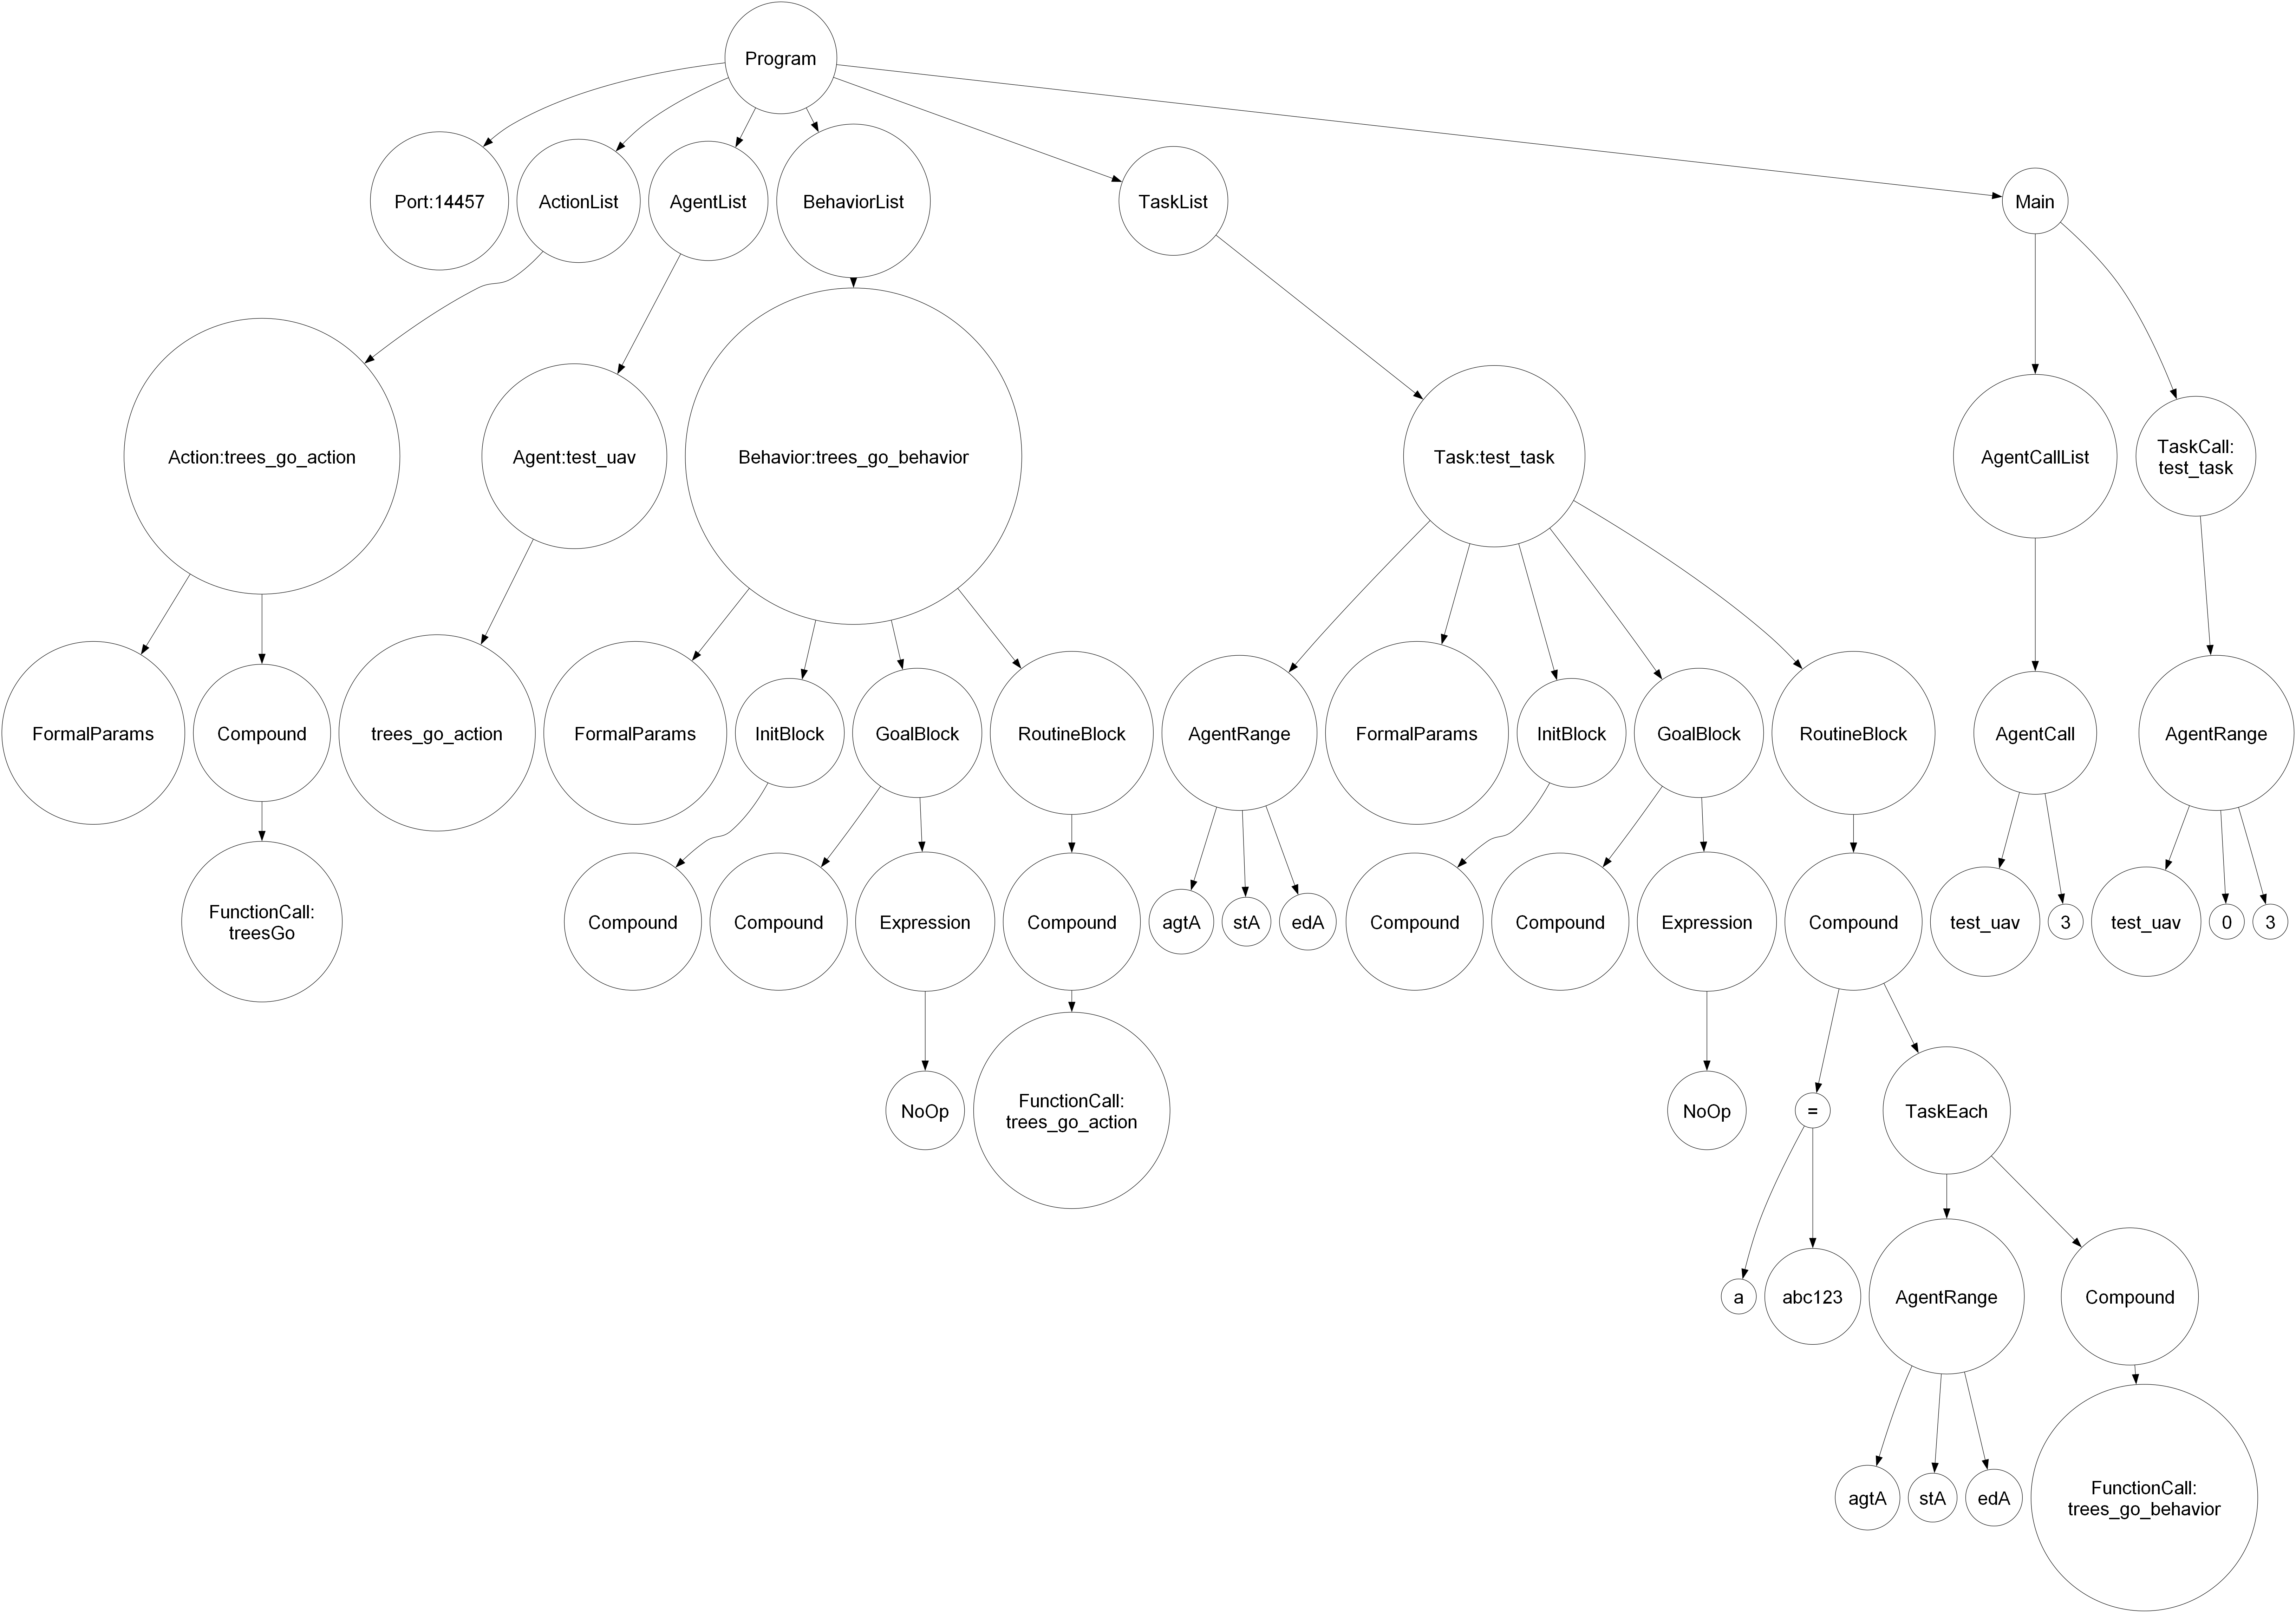 Program
Port:14457
ActionList
AgentList
BehaviorList
TaskList
Main
Action:trees_go_action
Agent:test_uav
Behavior:trees_go_behavior
Task:test_task
AgentCallList
TaskCall:
test_task
FormalParams
Compound
trees_go_action
FormalParams
InitBlock
GoalBlock
RoutineBlock
AgentRange
FormalParams
InitBlock
GoalBlock
RoutineBlock
AgentCall
AgentRange
FunctionCall:
treesGo
Compound
Compound
Expression
Compound
agtA
stA
edA
Compound
Compound
Expression
Compound
test_uav
3
test_uav
0
3
NoOp
FunctionCall:
trees_go_action
NoOp
=
TaskEach
a
abc123
AgentRange
Compound
agtA
stA
edA
FunctionCall:
trees_go_behavior